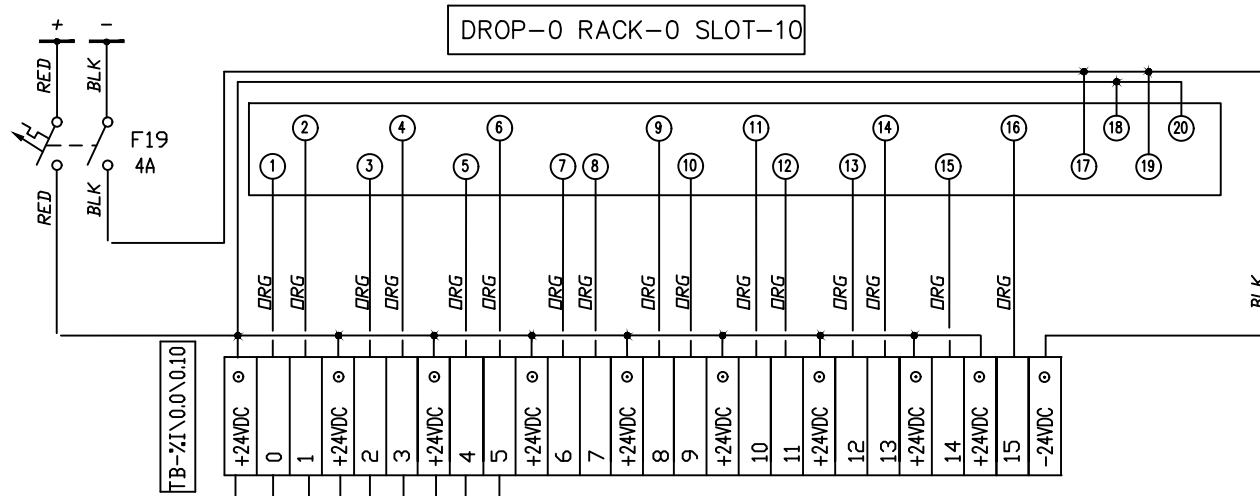 DROP-0 RACK-0 SLOT-10
+ -
RED BLK
F19
4A
RED BLK
2 4 6 9 11 14 16 18 20
1 3 5 7 8 10 12 13 15 17 19
ORG ORG ORG ORG ORG ORG ORG ORG ORG ORG ORG ORG ORG ORG ORG ORG
BLK
TB-%I\0.0\0.10
+24VDC 0 1 +24VDC 2 3 +24VDC 4 5 +24VDC 6 7 +24VDC 8 9 +24VDC 10 11 +24VDC 12 13 +24VDC 14 +24VDC 15 -24VDC